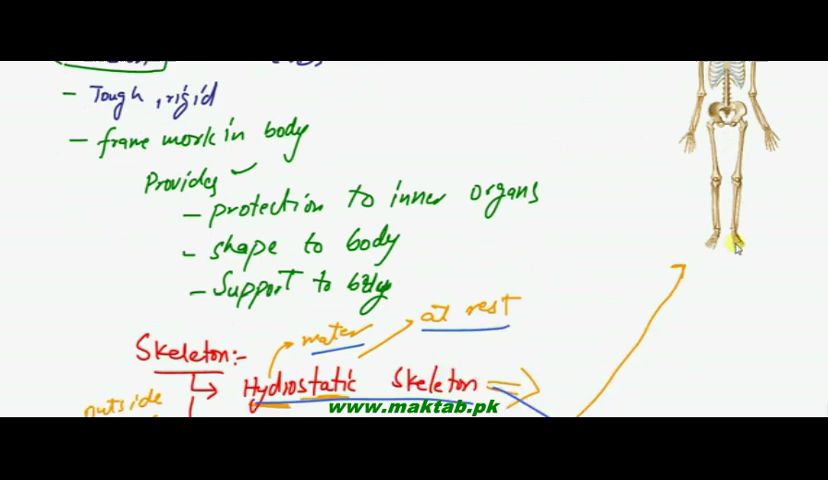 - Tough, rigid
- frame work in body
Provides
- protection to inner organs
- shape to body
- Support to body
water
at rest
Skeleton:-
Hydrostatic Skeleton
outside
www.maktab.pk